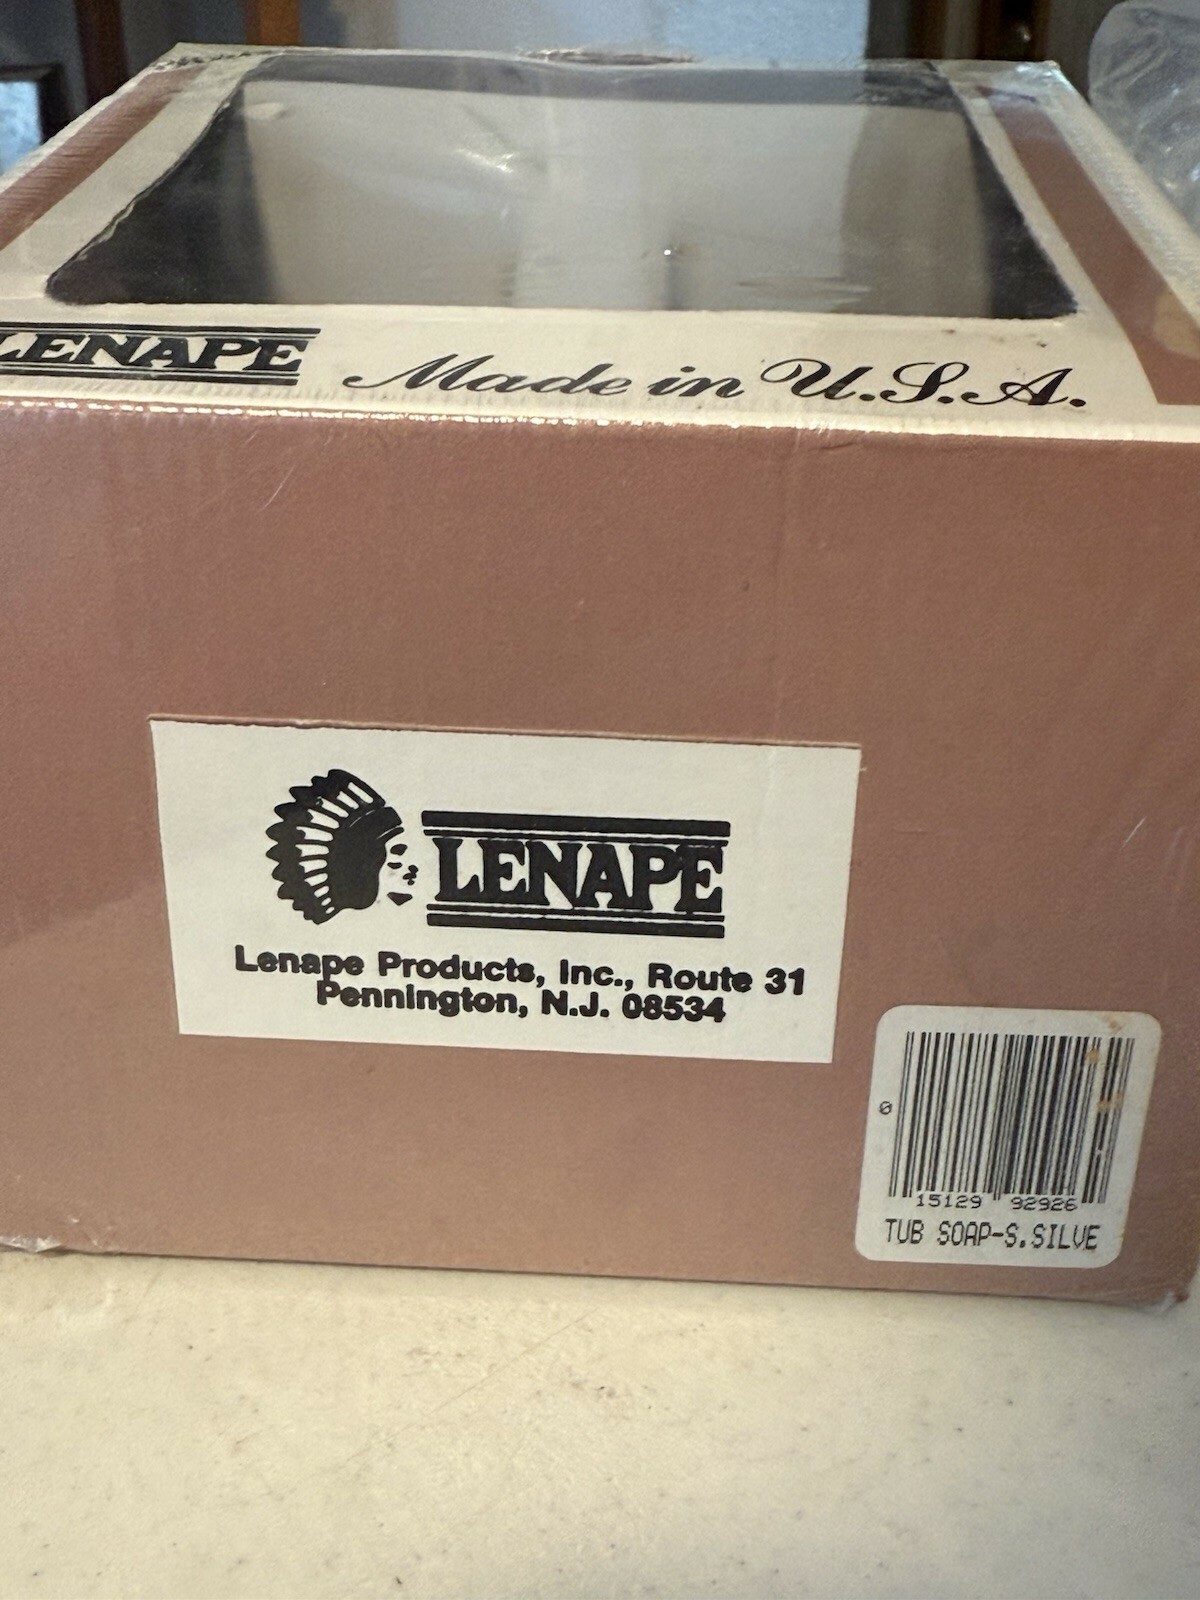 LENAPE Made in U.S.A.
LENAPE
Lenape Products, Inc., Route 31
Pennington, N.J. 08534
0
15129 92926
TUB SOAP-S.SILVE